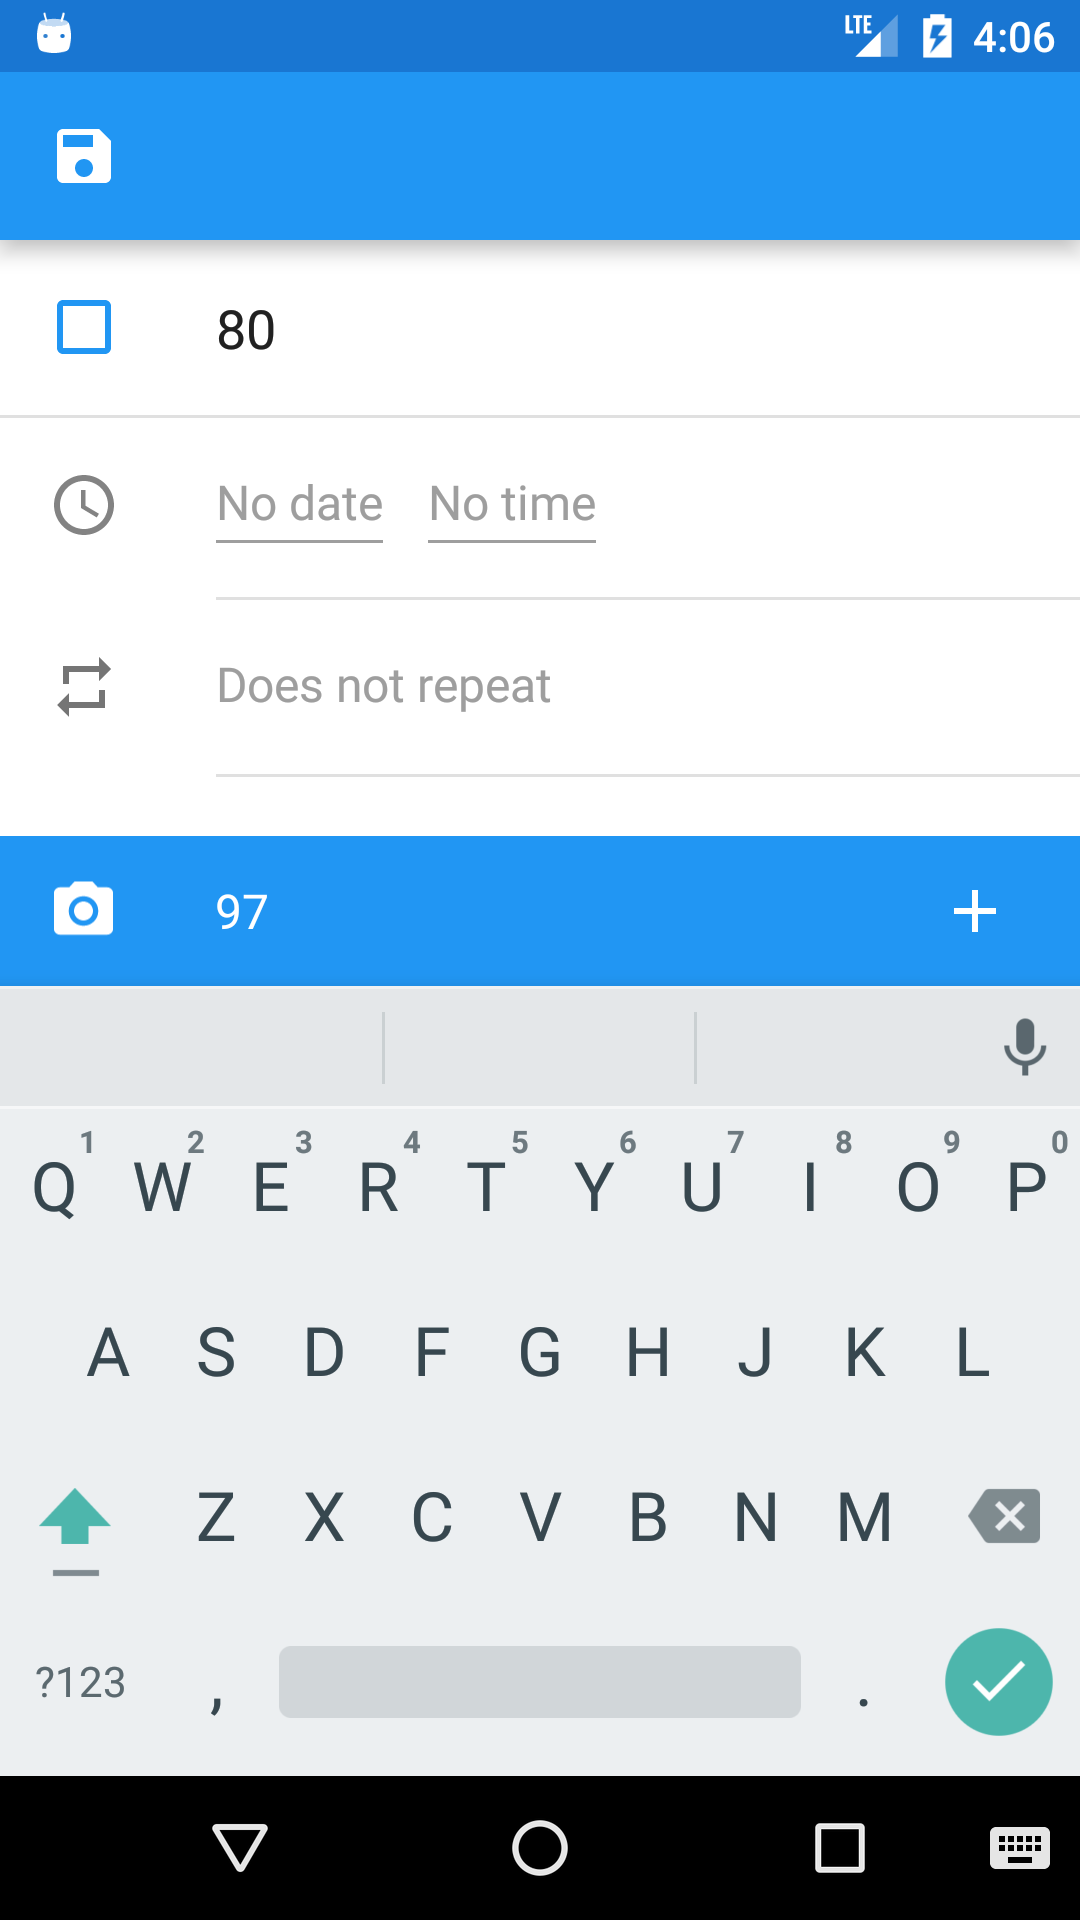 LTE 4:06
80
No date No time
Does not repeat
97
1 2 3 4 5 6 7 8 9 0
Q W E R T Y U I O P
A S D F G H J K L
Z X C V B N M
?123 , .